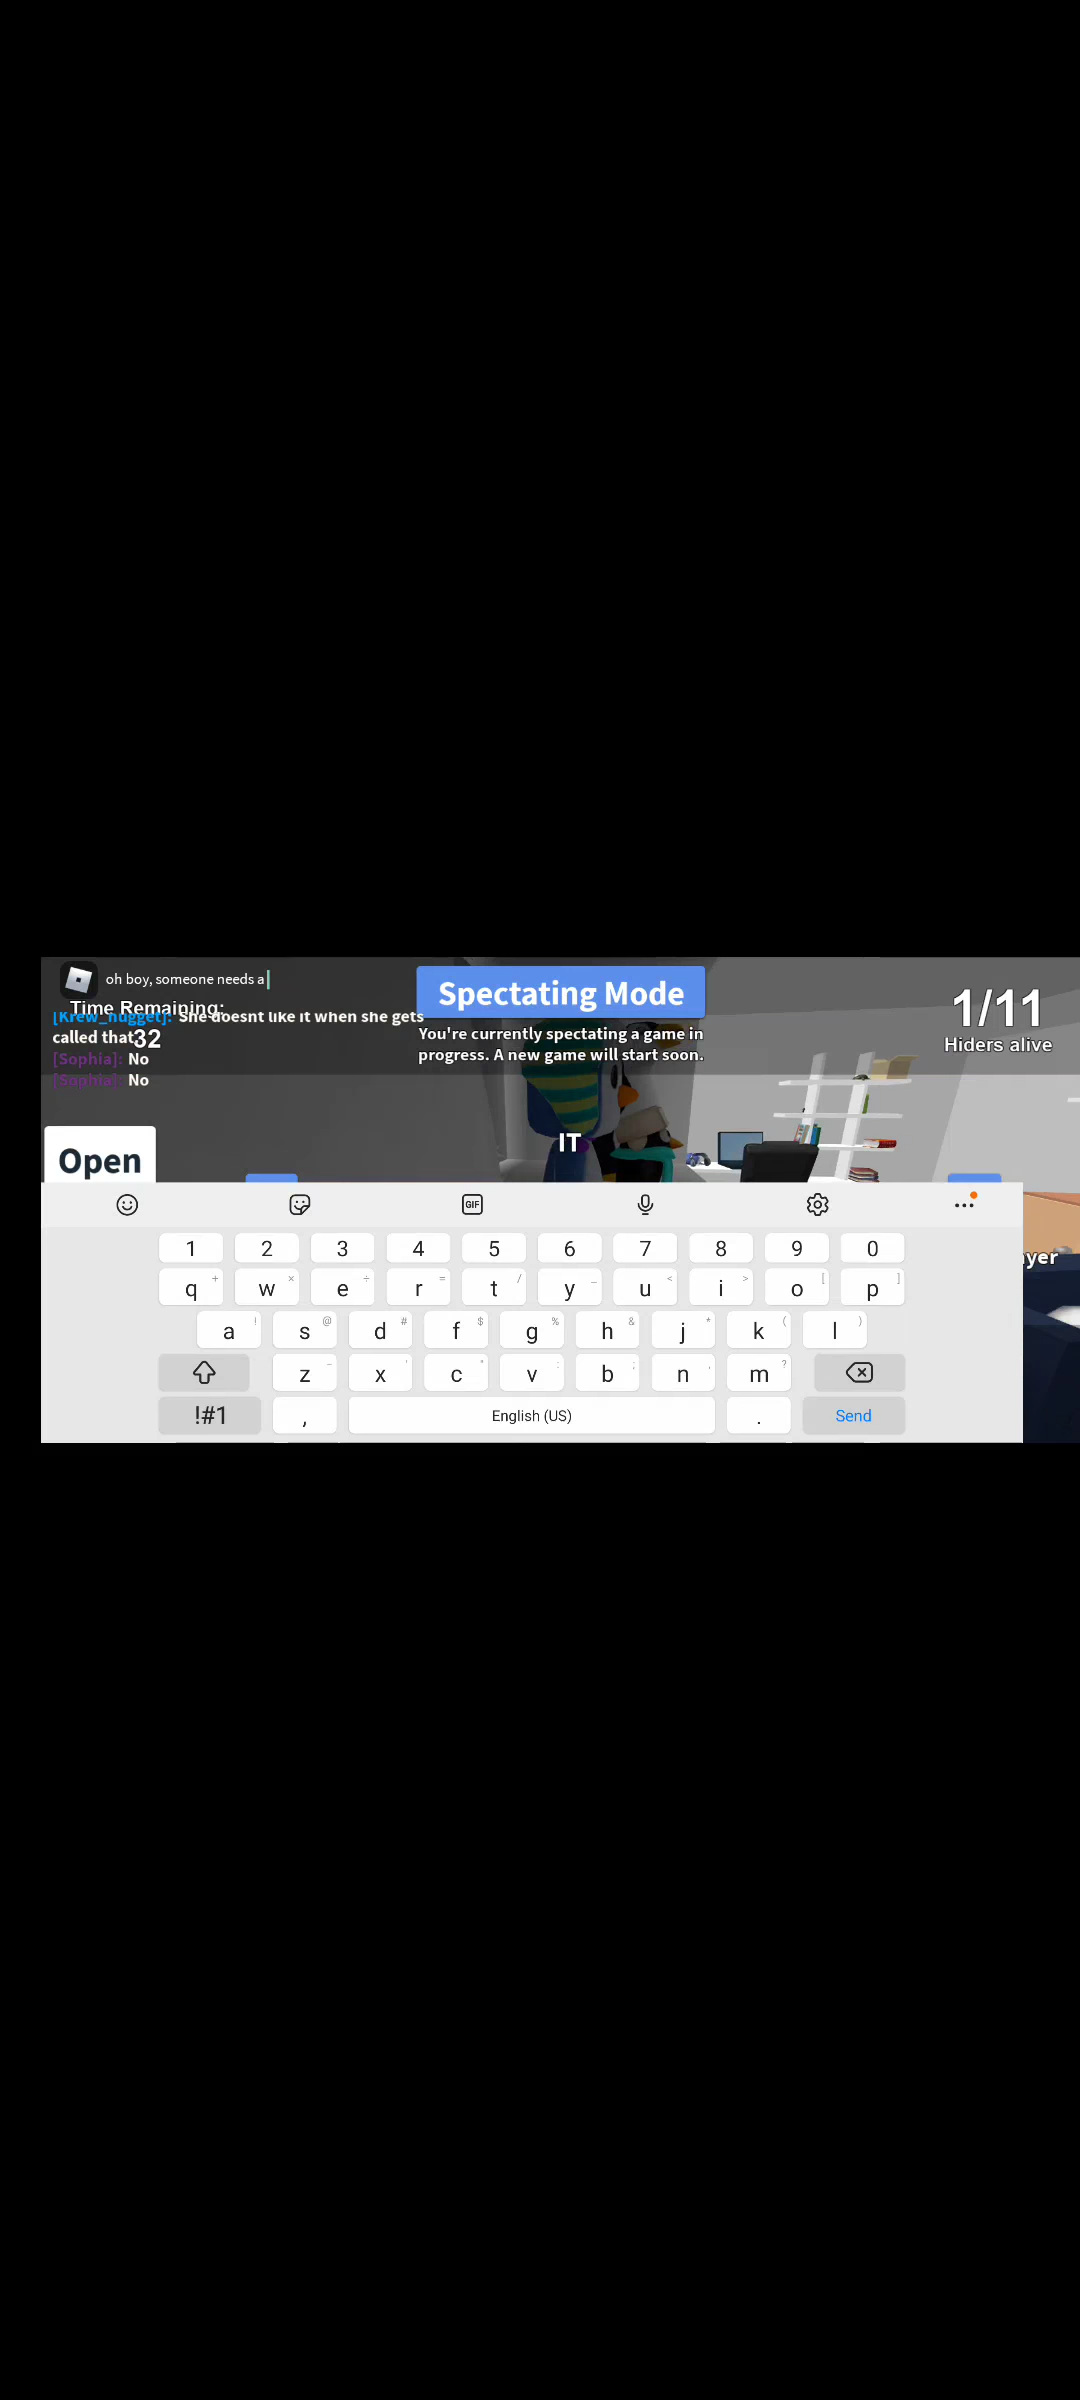 oh boy, someone needs a
Time Remaining:
32
[Krew_nugget]: She doesnt like it when she gets
called that
[Sophia]: No
[Sophia]: No
Spectating Mode
You're currently spectating a game in
progress. A new game will start soon.
1/11
Hiders alive
IT
Open
GIF
1 2 3 4 5 6 7 8 9 0
q + w × e ÷ r = t / y _ u < i > o [ p ]
a ! s @ d # f $ g % h & j * k ( l )
z - x ' c " v : b ; n , m ?
!#1 , English (US) . Send